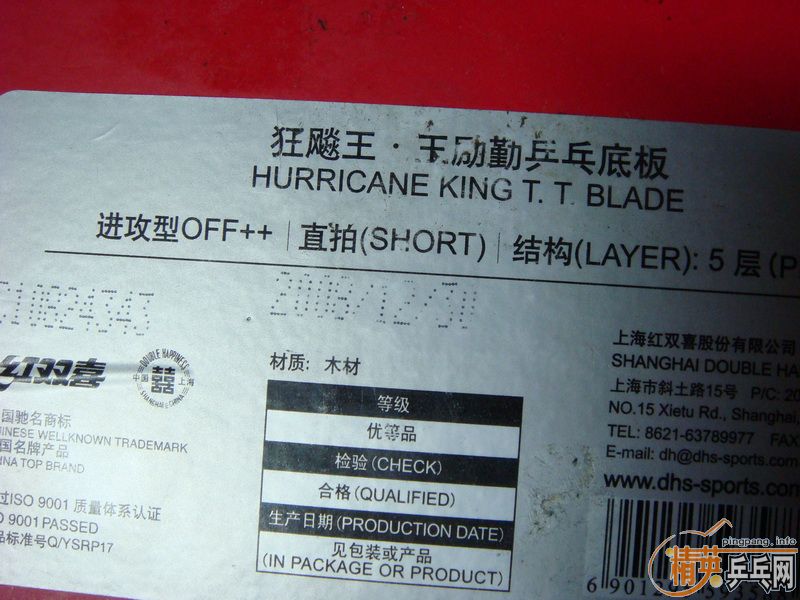 狂飚王·王励勤乒乓底板
HURRICANE KING T. T. BLADE
进攻型OFF++ | 直拍(SHORT) | 结构(LAYER): 5 层 (P
2006/12/
材质: 木材
红双喜
DOUBLE HAPPINESS
中国 上海
SHANGHAI CHINA
国驰名商标
INESE WELLKNOWN TRADEMARK
国名牌产品
INA TOP BRAND
过ISO 9001 质量体系认证
O 9001 PASSED
品标准号Q/YSRP17
等级
优等品
检验(CHECK)
合格(QUALIFIED)
生产日期(PRODUCTION DATE)
见包装或产品
(IN PACKAGE OR PRODUCT)
上海红双喜股份有限公司
SHANGHAI DOUBLE HA
上海市斜土路15号 P/C: 20
NO.15 Xietu Rd., Shanghai,
TEL: 8621-63789977 FAX
E-mail: dh@dhs-sports.com
www.dhs-sports.con
6 9012
pingpang.info
精英乒乓网